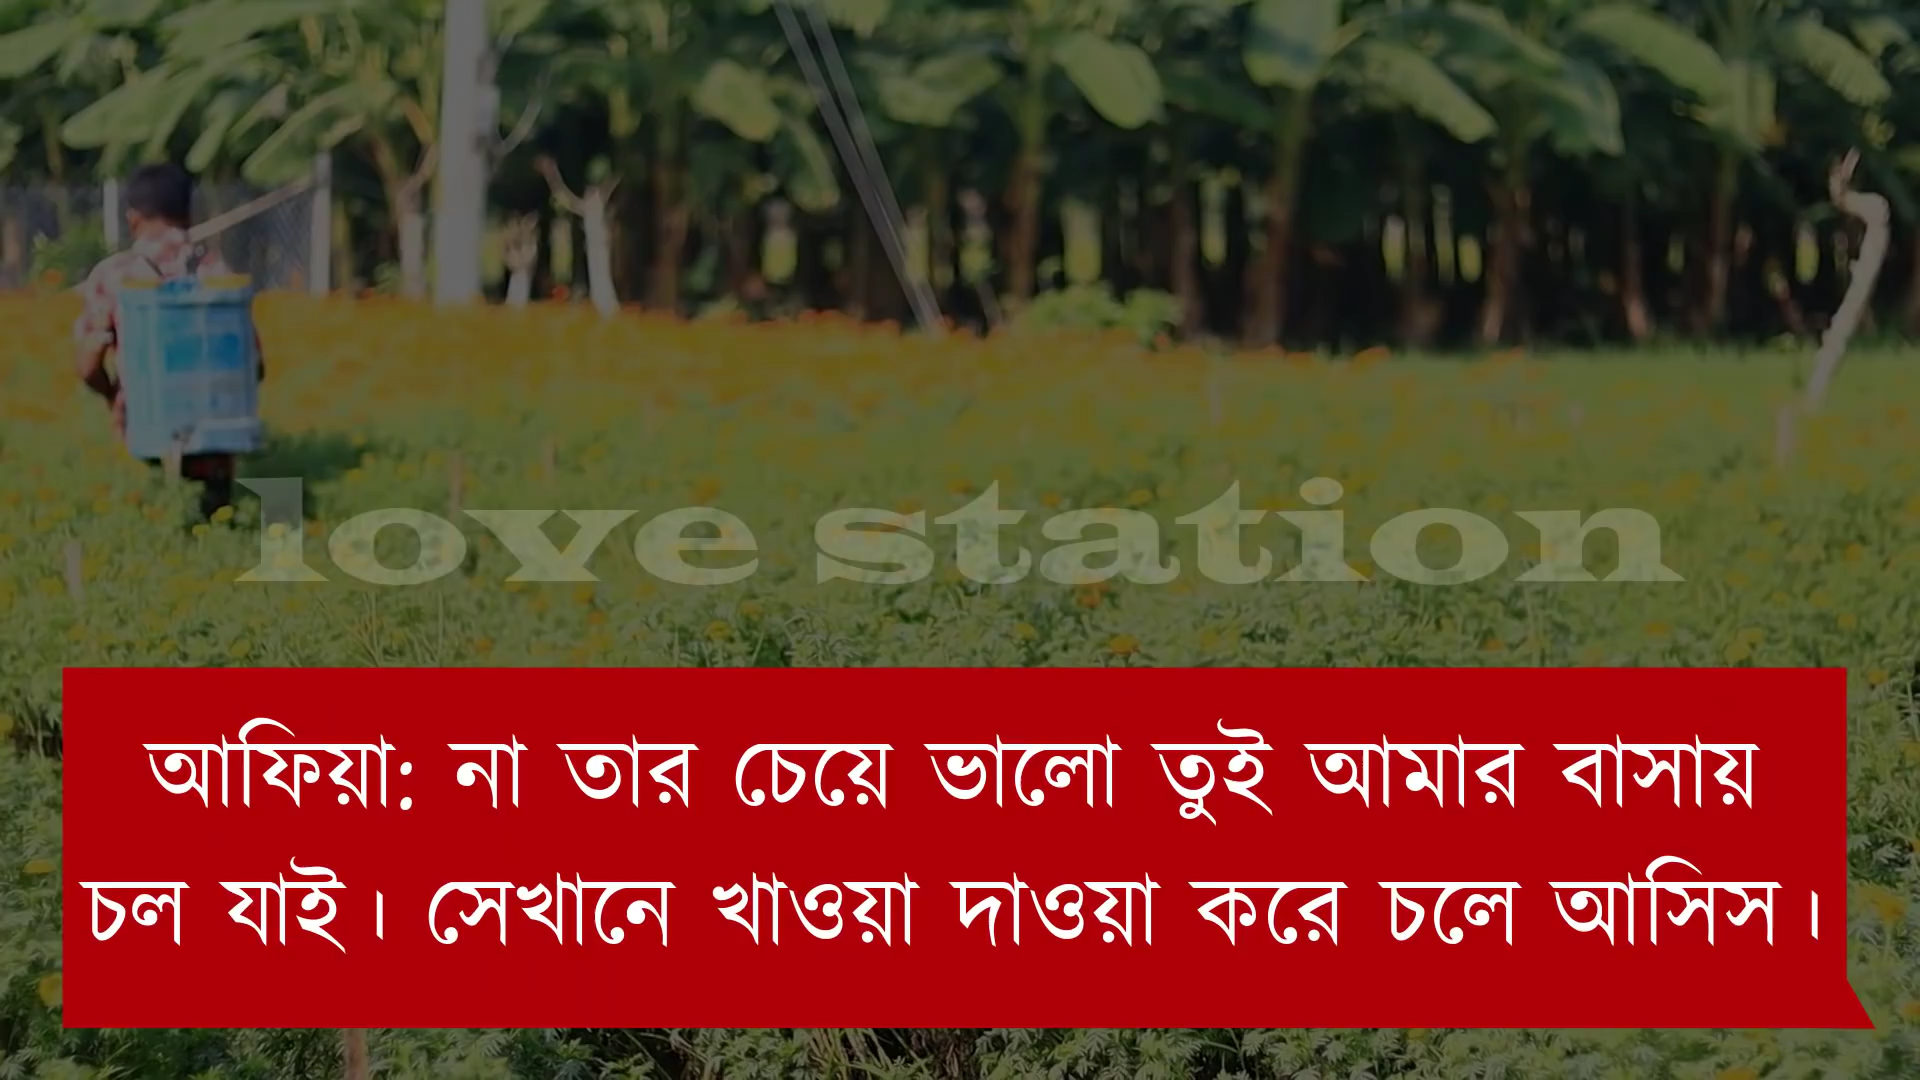 love station
আফিয়া: না তার চেয়ে ভালো তুই আমার বাসায়
চল যাই। সেখানে খাওয়া দাওয়া করে চলে আসিস।